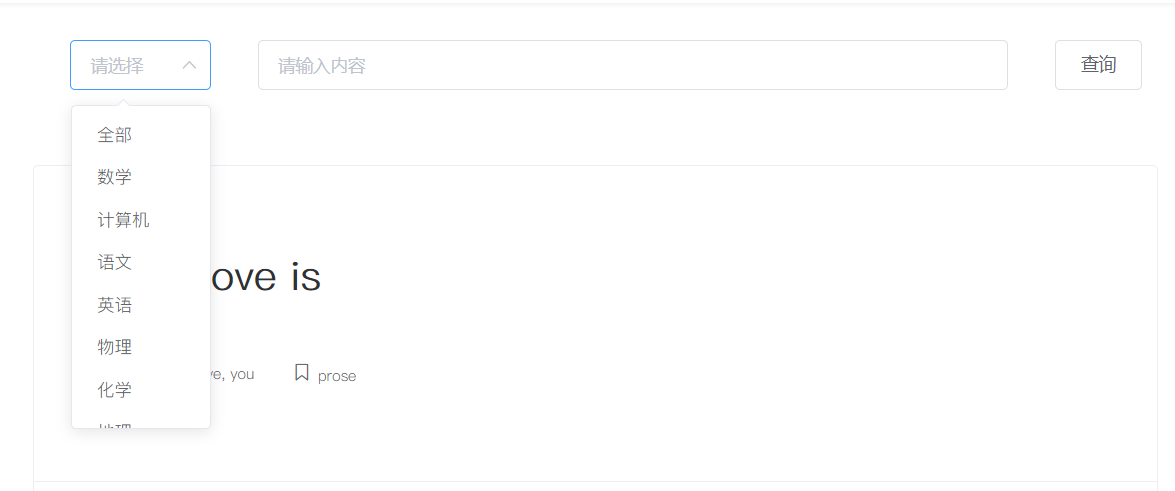 请选择
请输入内容
查询
全部
数学
计算机
语文
英语
物理
化学
ove is
you
prose